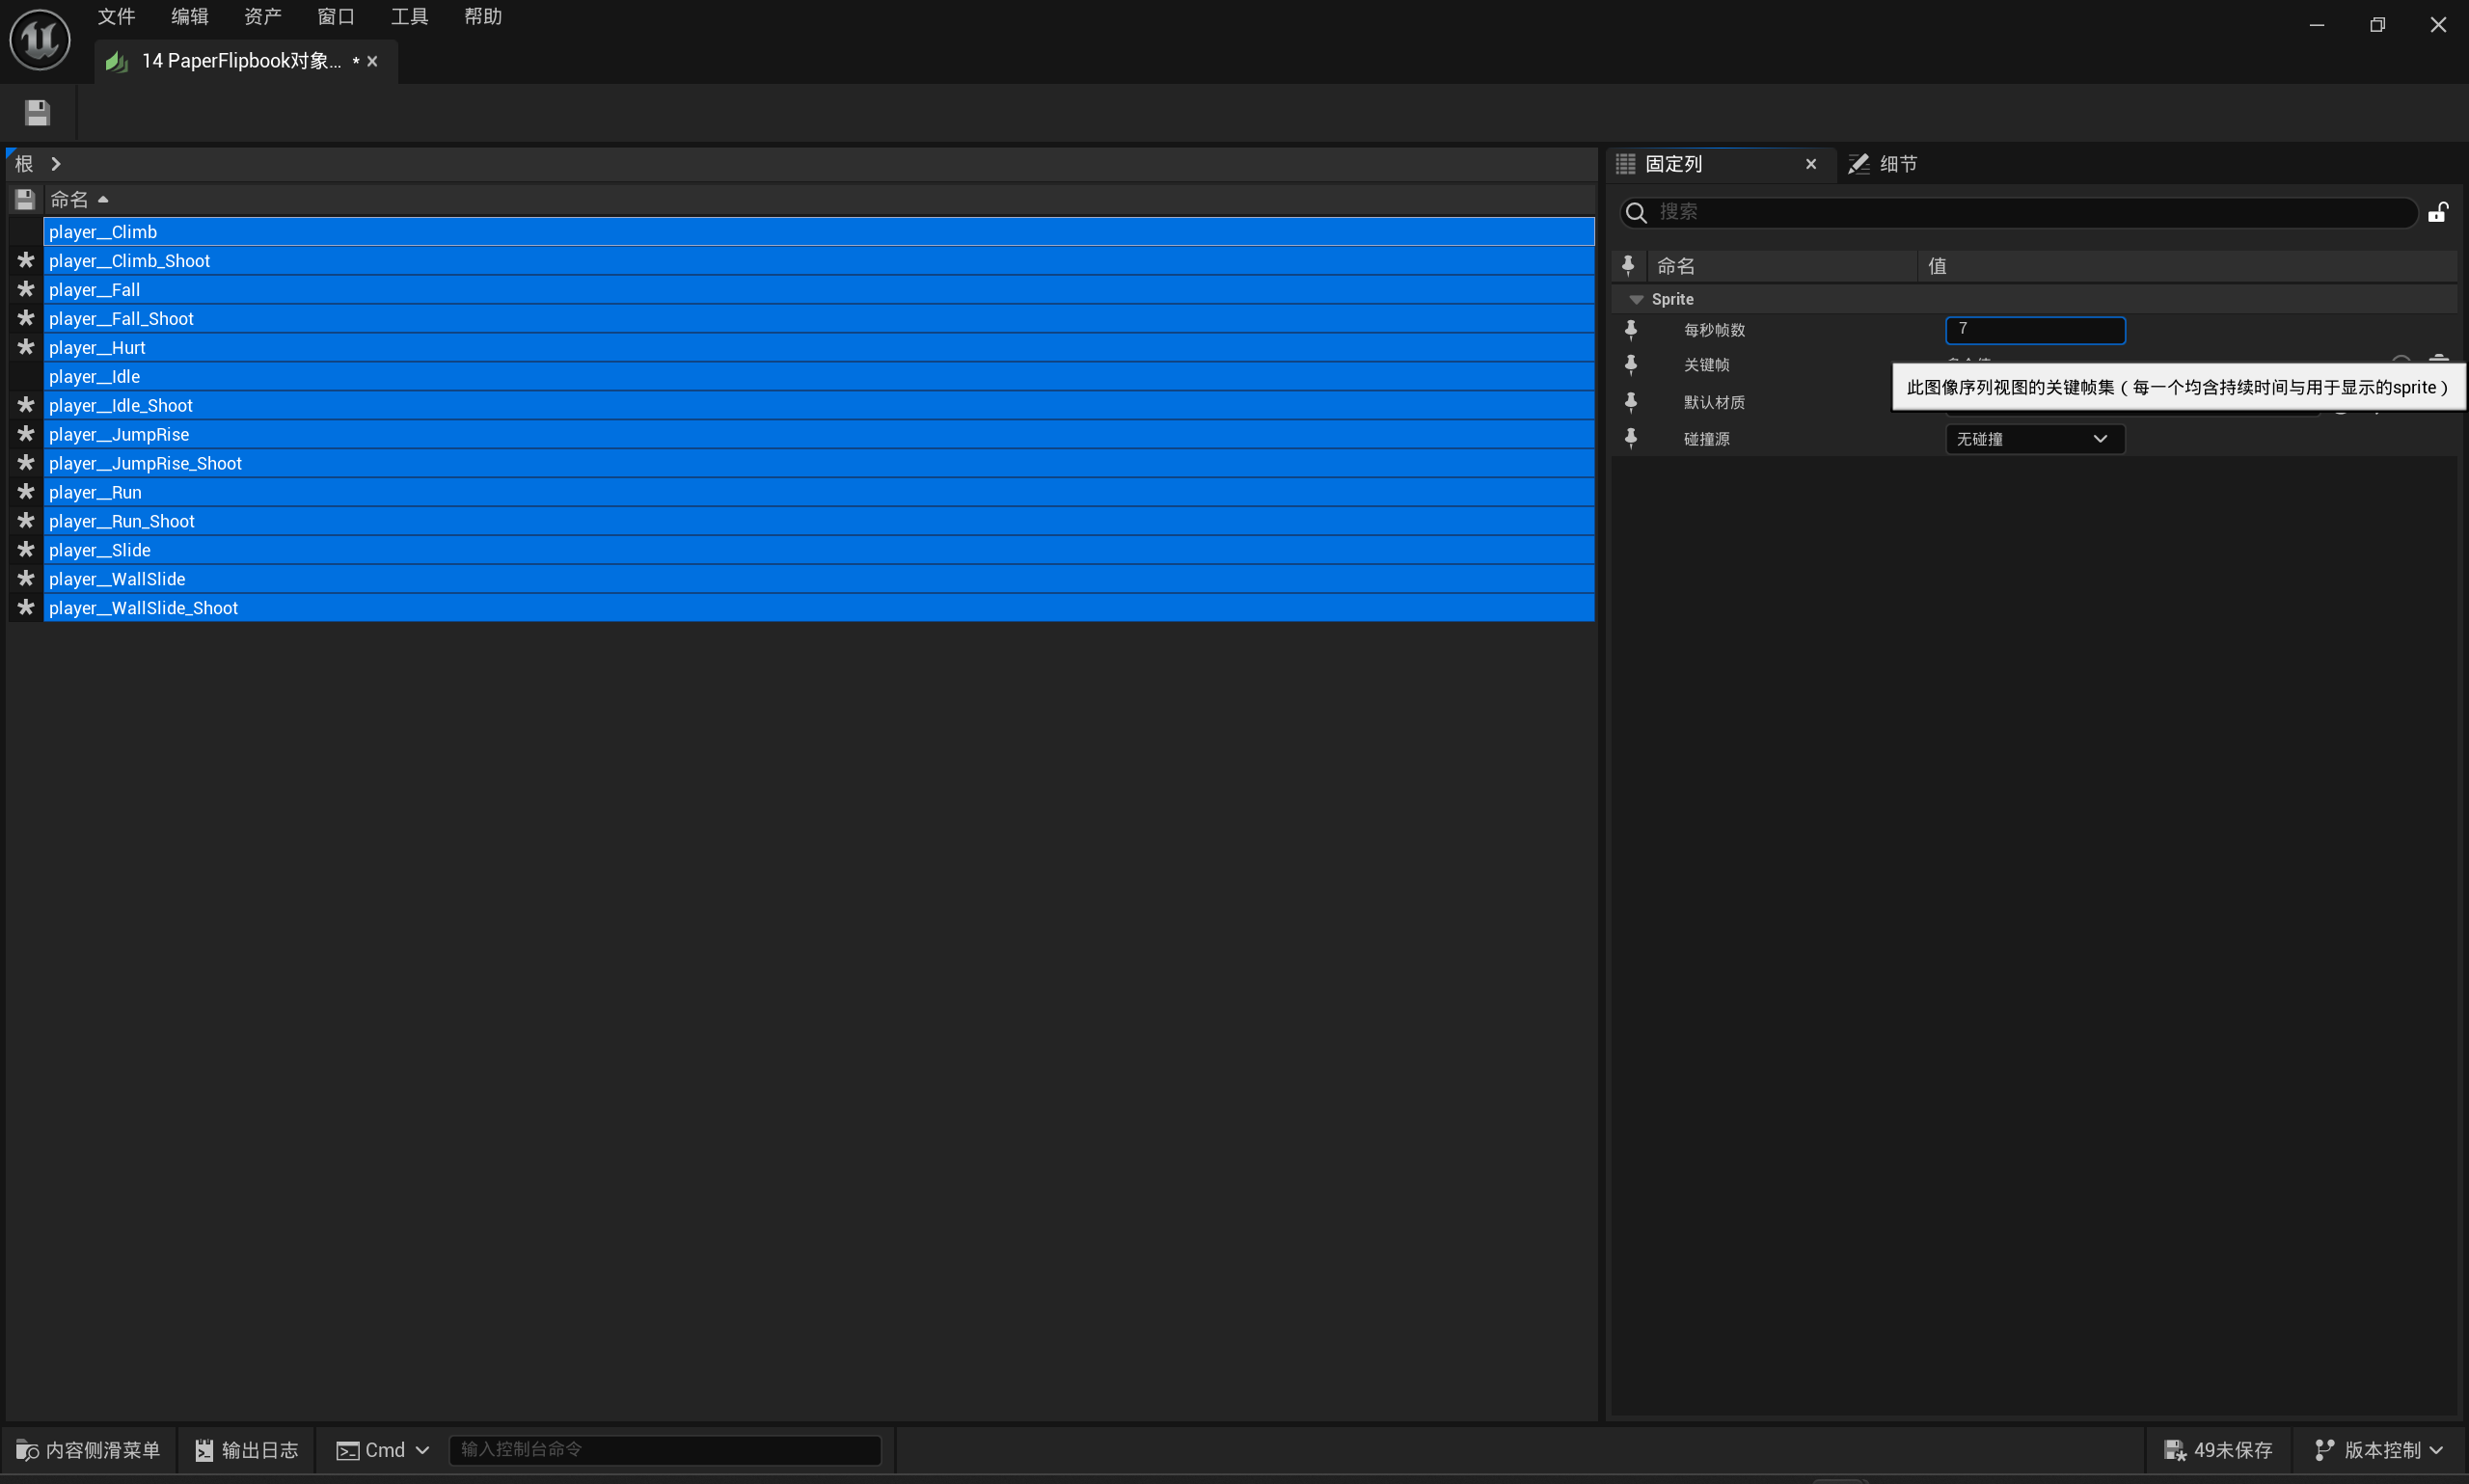 文件 编辑 资产 窗口 工具 帮助
14 PaperFlipbook对象... *
根
命名
player__Climb
player__Climb_Shoot
player__Fall
player__Fall_Shoot
player__Hurt
player__Idle
player__Idle_Shoot
player__JumpRise
player__JumpRise_Shoot
player__Run
player__Run_Shoot
player__Slide
player__WallSlide
player__WallSlide_Shoot
固定列 细节
搜索
命名 值
Sprite
每秒帧数 7
关键帧
此图像序列视图的关键帧集（每一个均含持续时间与用于显示的sprite）
默认材质
碰撞源 无碰撞
内容侧滑菜单 输出日志 Cmd 输入控制台命令 49未保存 版本控制